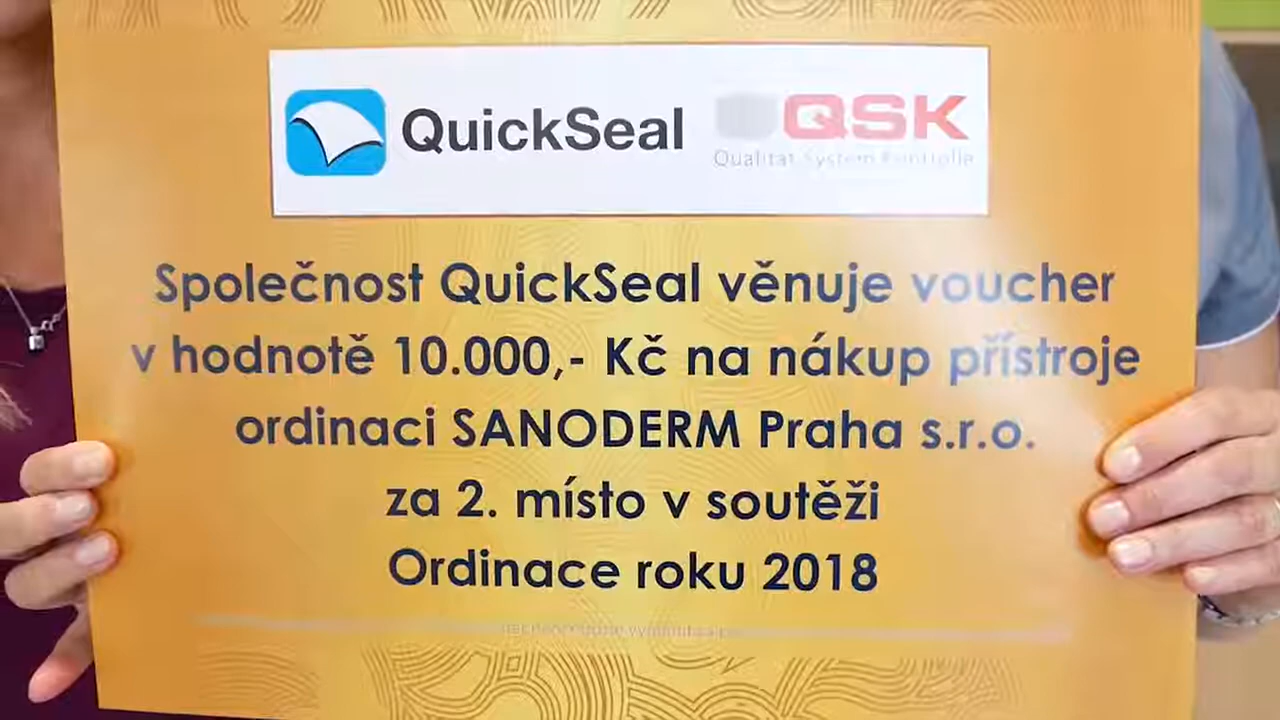 QuickSeal
QSK
Qualität System Kontrolle
Společnost QuickSeal věnuje voucher
v hodnotě 10.000,- Kč na nákup přístroje
ordinaci SANODERM Praha s.r.o.
za 2. místo v soutěži
Ordinace roku 2018